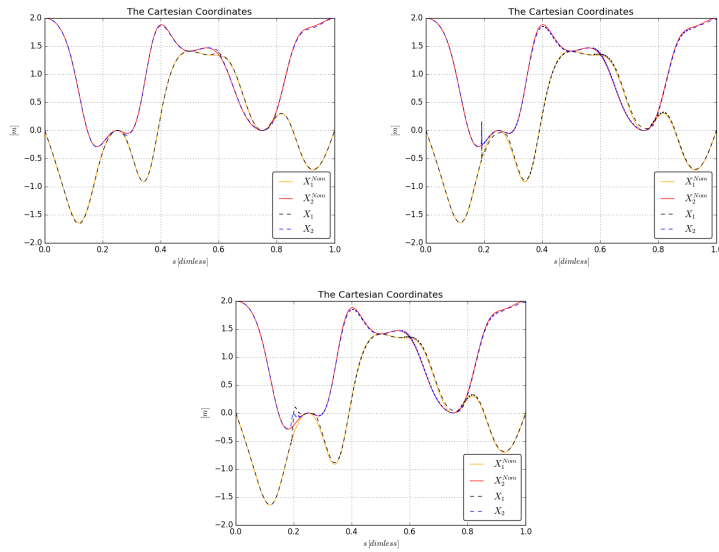 The Cartesian Coordinates
2.0
1.5
1.0
0.5
0.0
−0.5
−1.0
−1.5
−2.0
[m]
X_1^{Nom}
X_2^{Nom}
X_1
X_2
0.0 0.2 0.4 0.6 0.8 1.0
s [dimless]
The Cartesian Coordinates
2.0
1.5
1.0
0.5
0.0
−0.5
−1.0
−1.5
−2.0
[m]
X_1^{Nom}
X_2^{Nom}
X_1
X_2
0.0 0.2 0.4 0.6 0.8 1.0
s [dimless]
The Cartesian Coordinates
2.0
1.5
1.0
0.5
0.0
−0.5
−1.0
−1.5
−2.0
[m]
X_1^{Nom}
X_2^{Nom}
X_1
X_2
0.0 0.2 0.4 0.6 0.8 1.0
s [dimless]